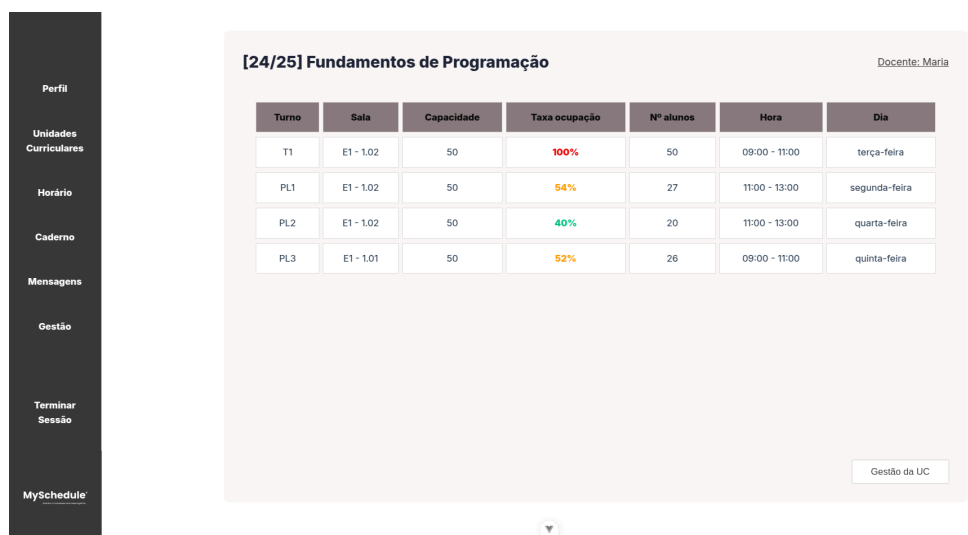 Perfil
Unidades
Curriculares
Horário
Caderno
Mensagens
Gestão
Terminar
Sessão
MySchedule
[24/25] Fundamentos de Programação
Docente: Maria
Turno Sala Capacidade Taxa ocupação Nº alunos Hora Dia
T1 E1 - 1.02 50 100% 50 09:00 - 11:00 terça-feira
PL1 E1 - 1.02 50 54% 27 11:00 - 13:00 segunda-feira
PL2 E1 - 1.02 50 40% 20 11:00 - 13:00 quarta-feira
PL3 E1 - 1.01 50 52% 26 09:00 - 11:00 quinta-feira
Gestão da UC